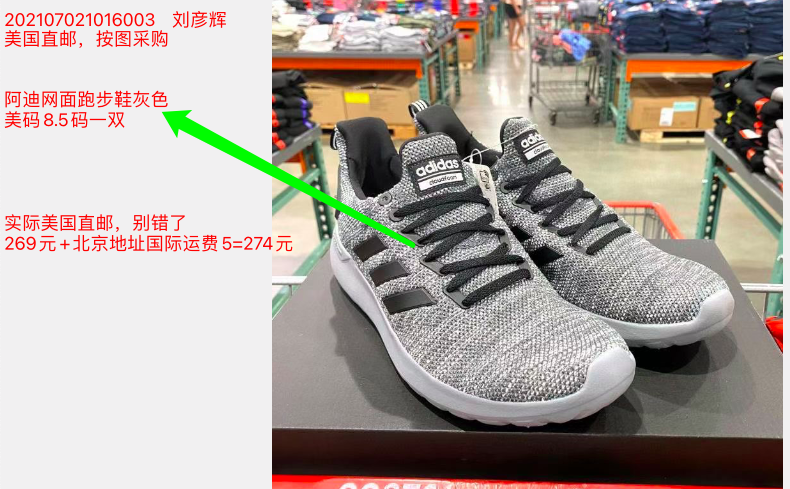 202107021016003 刘彦辉
美国直邮，按图采购
阿迪网面跑步鞋灰色
美码8.5码一双
实际美国直邮，别错了
269元+北京地址国际运费5=274元
adidas
cloudfoam
adidas